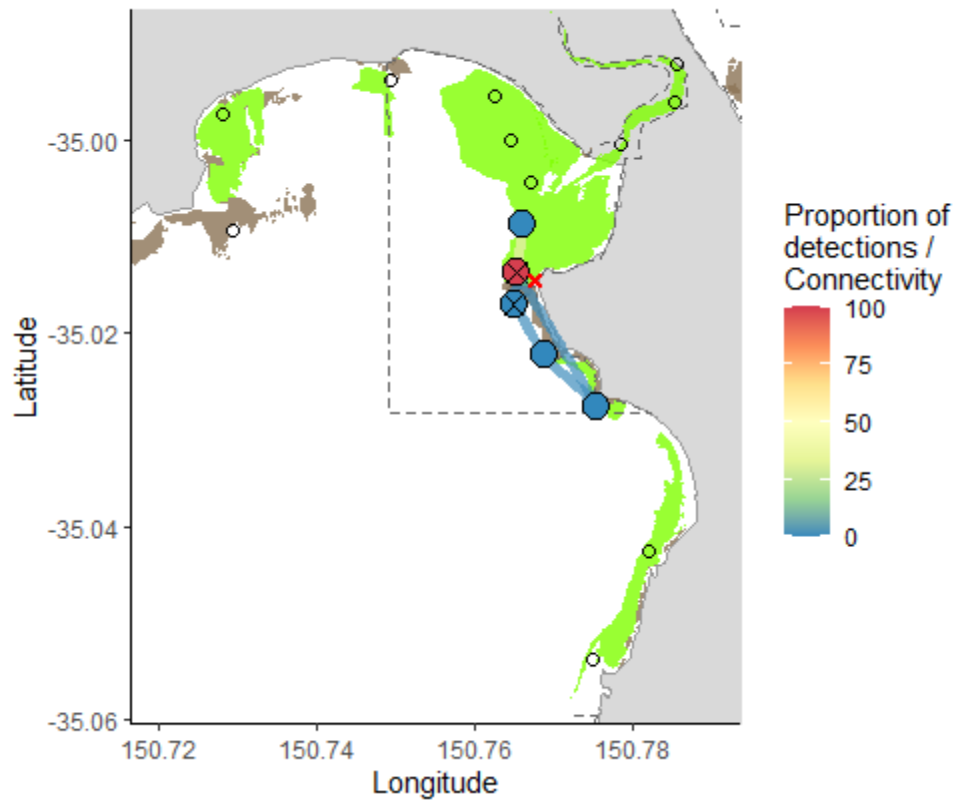 -35.00
-35.02
-35.04
-35.06
Latitude
150.72
150.74
150.76
150.78
Longitude
Proportion of
detections /
Connectivity
100
75
50
25
0